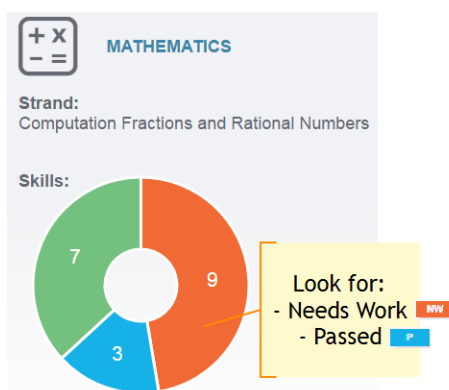 + x
- =
MATHEMATICS
Strand:
Computation Fractions and Rational Numbers
Skills:
7
9
3
Look for:
- Needs Work NW
- Passed P